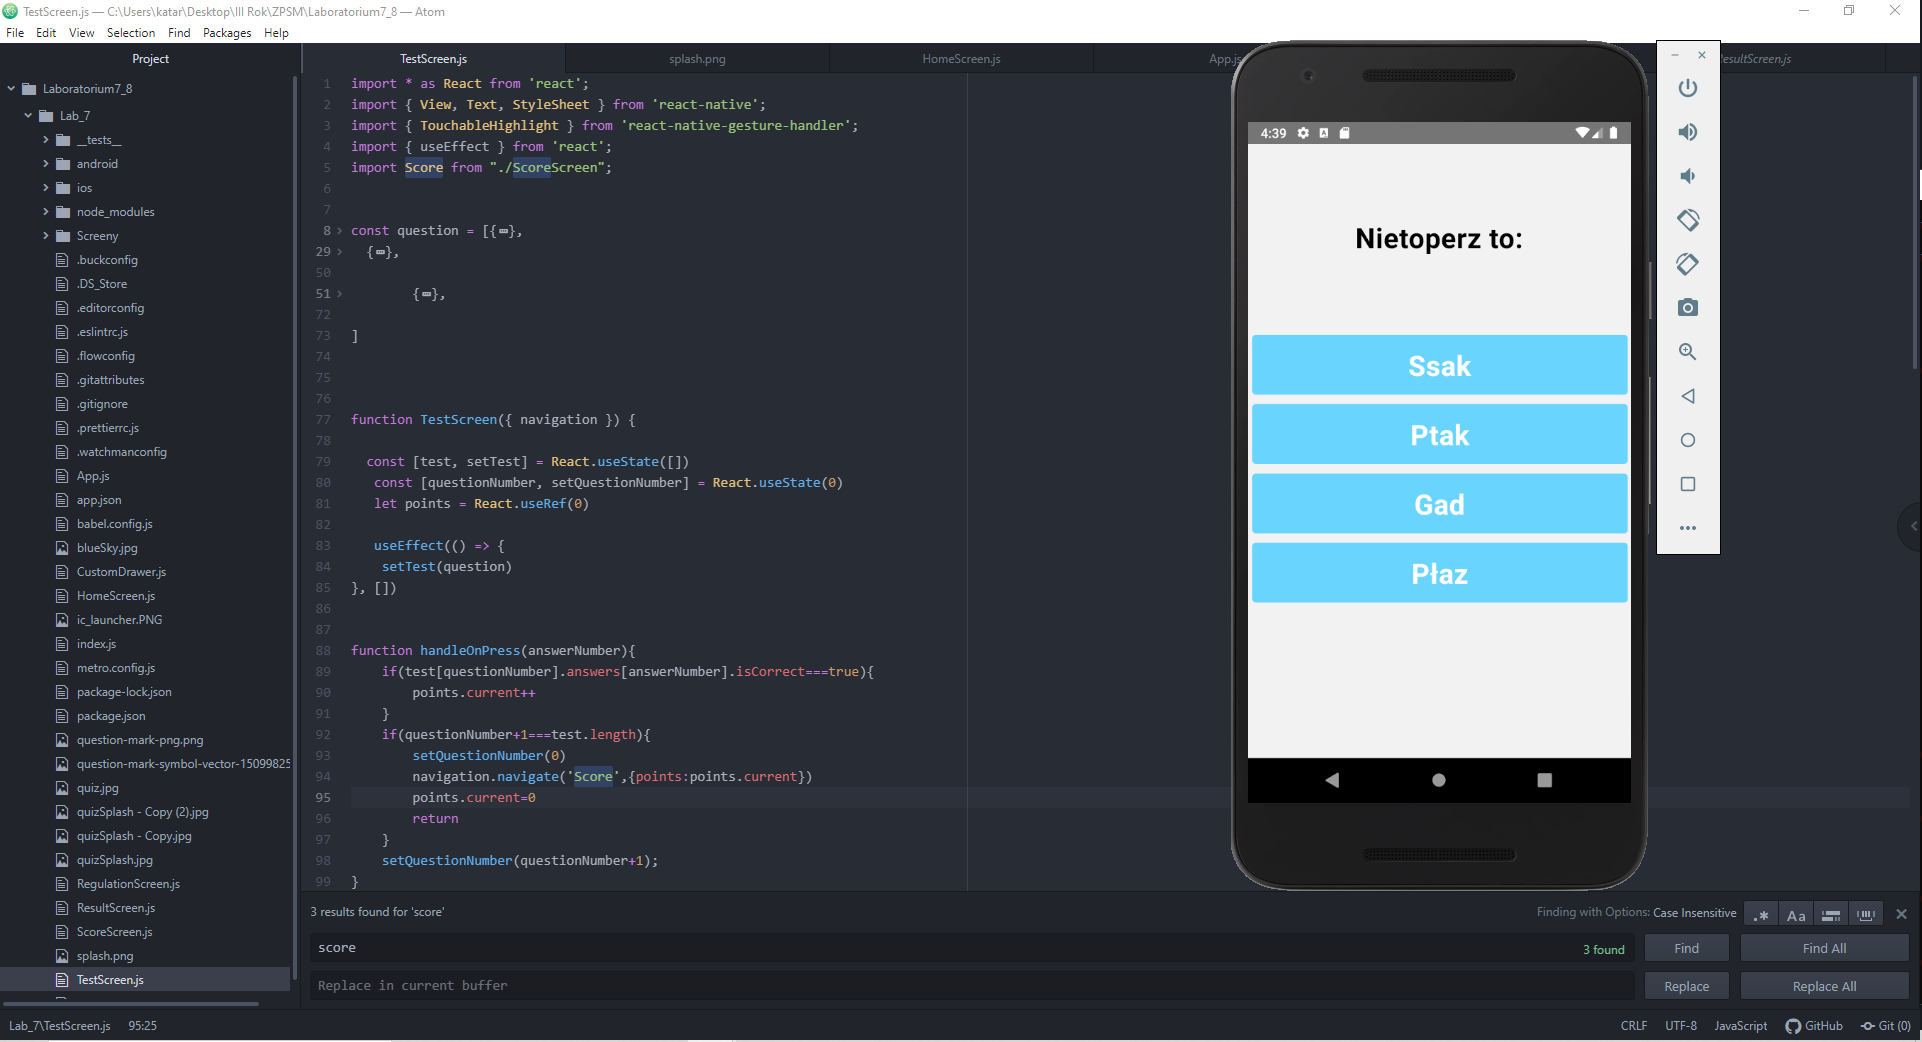 TestScreen.js — C:\Users\katar\Desktop\III Rok\ZPSM\Laboratorium7_8 — Atom
File Edit View Selection Find Packages Help
Project
TestScreen.js
splash.png
HomeScreen.js
App.js
esultScreen.js
Laboratorium7_8
Lab_7
__tests__
android
ios
node_modules
Screeny
.buckconfig
.DS_Store
.editorconfig
.eslintrc.js
.flowconfig
.gitattributes
.gitignore
.prettierrc.js
.watchmanconfig
App.js
app.json
babel.config.js
blueSky.jpg
CustomDrawer.js
HomeScreen.js
ic_launcher.PNG
index.js
metro.config.js
package-lock.json
package.json
question-mark-png.png
question-mark-symbol-vector-15099825
quiz.jpg
quizSplash - Copy (2).jpg
quizSplash - Copy.jpg
quizSplash.jpg
RegulationScreen.js
ResultScreen.js
ScoreScreen.js
splash.png
TestScreen.js
1 import * as React from 'react';
2 import { View, Text, StyleSheet } from 'react-native';
3 import { TouchableHighlight } from 'react-native-gesture-handler';
4 import { useEffect } from 'react';
5 import Score from "./ScoreScreen";
6
7
8 const question = [{},
29 {},
50
51 {},
72
73 ]
74
75
76
77 function TestScreen({ navigation }) {
78
79 const [test, setTest] = React.useState([])
80 const [questionNumber, setQuestionNumber] = React.useState(0)
81 let points = React.useRef(0)
82
83 useEffect(() => {
84 setTest(question)
85 }, [])
86
87
88 function handleOnPress(answerNumber){
89 if(test[questionNumber].answers[answerNumber].isCorrect===true){
90 points.current++
91 }
92 if(questionNumber+1===test.length){
93 setQuestionNumber(0)
94 navigation.navigate('Score',{points:points.current})
95 points.current=0
96 return
97 }
98 setQuestionNumber(questionNumber+1);
99 }
4:39
Nietoperz to:
Ssak
Ptak
Gad
Płaz
3 results found for 'score'
Finding with Options: Case Insensitive
.* Aa
score
3 found
Find
Find All
Replace in current buffer
Replace
Replace All
Lab_7\TestScreen.js 95:25
CRLF UTF-8 JavaScript GitHub Git (0)